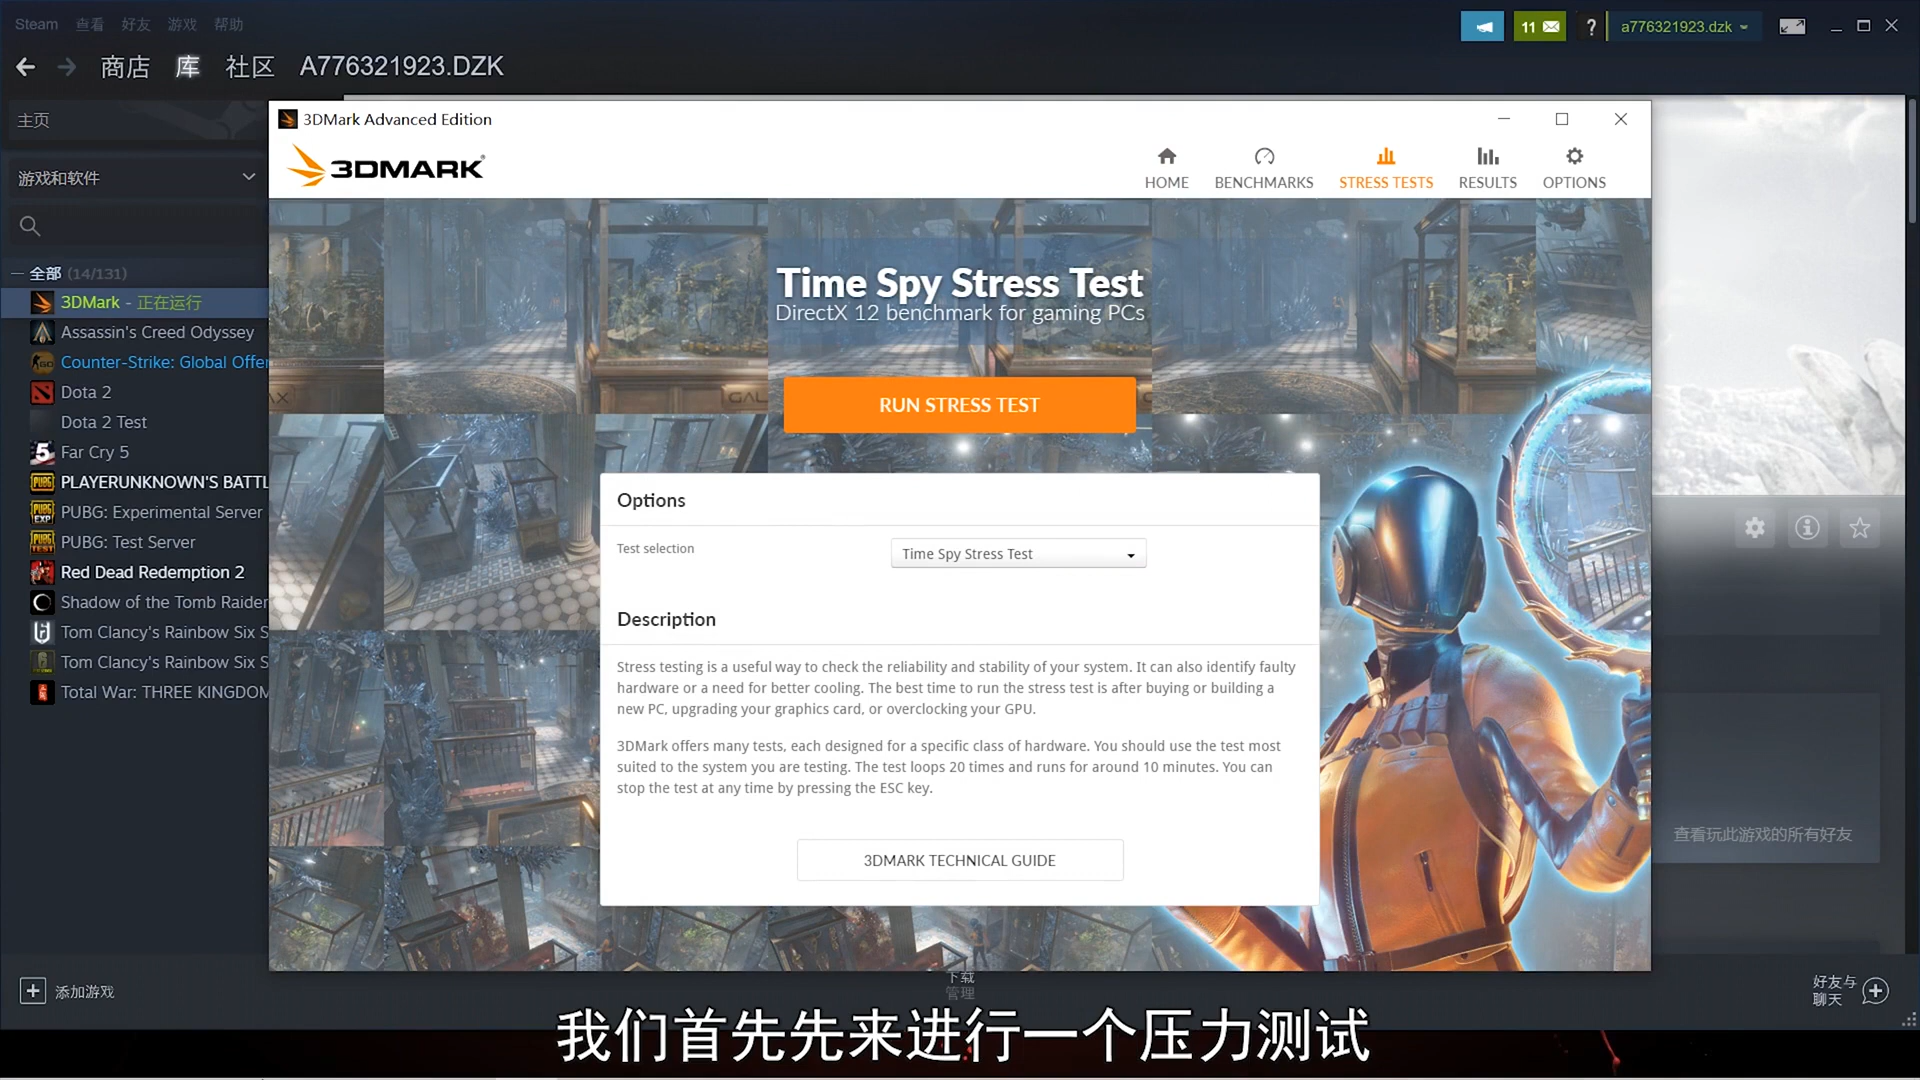 Steam 查看 好友 游戏 帮助
11
?
a776321923.dzk
商店 库 社区 A776321923.DZK
主页
游戏和软件
全部 (14/131)
3DMark - 正在运行
Assassin's Creed Odyssey
Counter-Strike: Global Offen
Dota 2
Dota 2 Test
Far Cry 5
PLAYERUNKNOWN'S BATTL
PUBG: Experimental Server
PUBG: Test Server
Red Dead Redemption 2
Shadow of the Tomb Raider
Tom Clancy's Rainbow Six S
Tom Clancy's Rainbow Six S
Total War: THREE KINGDOM
添加游戏
3DMark Advanced Edition
3DMARK
HOME BENCHMARKS STRESS TESTS RESULTS OPTIONS
Time Spy Stress Test
DirectX 12 benchmark for gaming PCs
RUN STRESS TEST
Options
Test selection
Time Spy Stress Test
Description
Stress testing is a useful way to check the reliability and stability of your system. It can also identify faulty
hardware or a need for better cooling. The best time to run the stress test is after buying or building a
new PC, upgrading your graphics card, or overclocking your GPU.
3DMark offers many tests, each designed for a specific class of hardware. You should use the test most
suited to the system you are testing. The test loops 20 times and runs for around 10 minutes. You can
stop the test at any time by pressing the ESC key.
3DMARK TECHNICAL GUIDE
查看玩此游戏的所有好友
下载
管理
好友与
聊天
我们首先先来进行一个压力测试